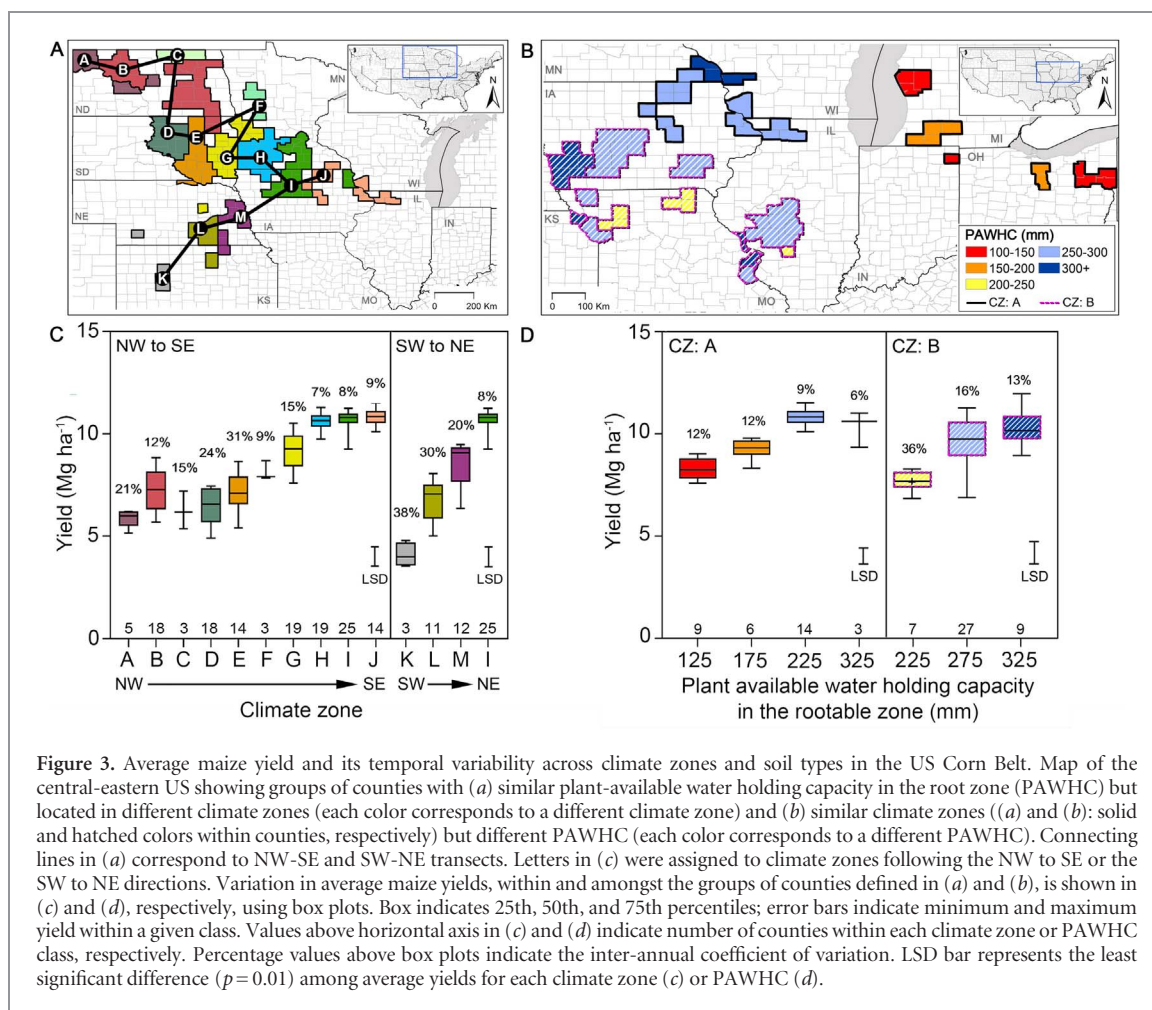 A
A
B
C
D
E
F
G
H
I
J
K
L
M
ND
SD
NE
MN
WI
IL
IA
KS
MO
IN
N
0 200 Km
B
MN
IA
WI
IL
MI
OH
KS
IN
MO
N
0 100 Km
PAWHC (mm)
100-150 250-300
150-200 300+
200-250
CZ: A CZ: B
C
NW to SE SW to NE
15
10
5
0
Yield (Mg ha⁻¹)
21% 12% 15% 24% 31% 9% 15% 7% 8% 9% 38% 30% 20% 8%
LSD LSD
5 18 3 18 14 3 19 19 25 14 3 11 12 25
A B C D E F G H I J K L M I
NW SE SW NE
Climate zone
D
CZ: A CZ: B
15
10
5
0
Yield (Mg ha⁻¹)
12% 12% 9% 6% 36% 16% 13%
LSD LSD
9 6 14 3 7 27 9
125 175 225 325 225 275 325
Plant available water holding capacity
in the rootable zone (mm)
Figure 3. Average maize yield and its temporal variability across climate zones and soil types in the US Corn Belt. Map of the
central-eastern US showing groups of counties with (a) similar plant-available water holding capacity in the root zone (PAWHC) but
located in different climate zones (each color corresponds to a different climate zone) and (b) similar climate zones ((a) and (b): solid
and hatched colors within counties, respectively) but different PAWHC (each color corresponds to a different PAWHC). Connecting
lines in (a) correspond to NW-SE and SW-NE transects. Letters in (c) were assigned to climate zones following the NW to SE or the
SW to NE directions. Variation in average maize yields, within and amongst the groups of counties defined in (a) and (b), is shown in
(c) and (d), respectively, using box plots. Box indicates 25th, 50th, and 75th percentiles; error bars indicate minimum and maximum
yield within a given class. Values above horizontal axis in (c) and (d) indicate number of counties within each climate zone or PAWHC
class, respectively. Percentage values above box plots indicate the inter-annual coefficient of variation. LSD bar represents the least
significant difference (p = 0.01) among average yields for each climate zone (c) or PAWHC (d).